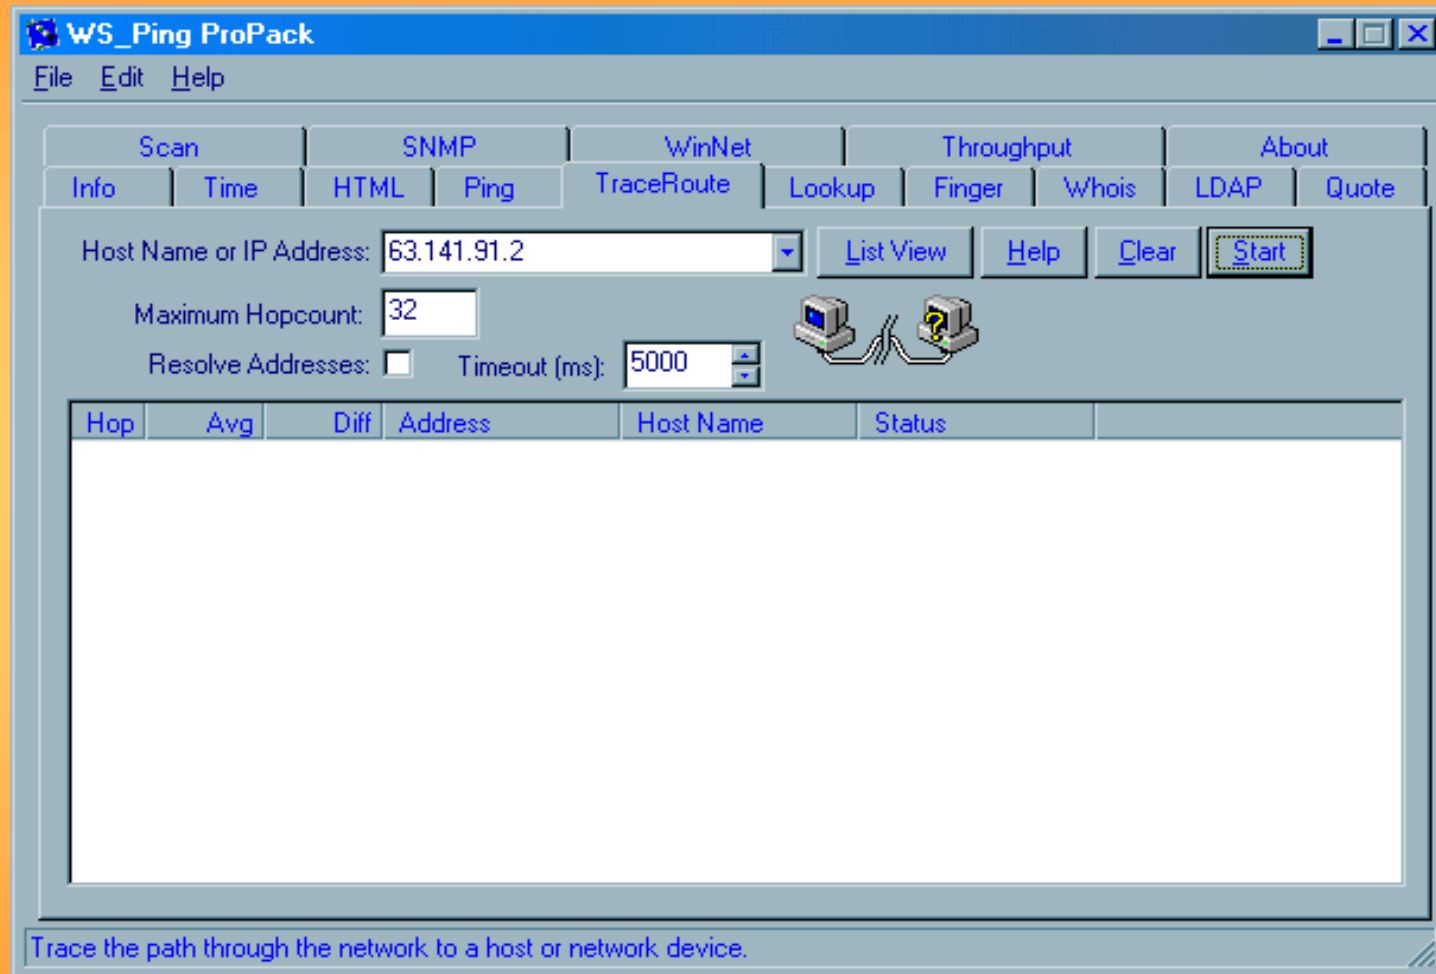 WS_Ping ProPack
File Edit Help
Scan SNMP WinNet Throughput About
Info Time HTML Ping TraceRoute Lookup Finger Whois LDAP Quote
Host Name or IP Address: 63.141.91.2 List View Help Clear Start
Maximum Hopcount: 32
Resolve Addresses: Timeout (ms): 5000
Hop Avg Diff Address Host Name Status
Trace the path through the network to a host or network device.